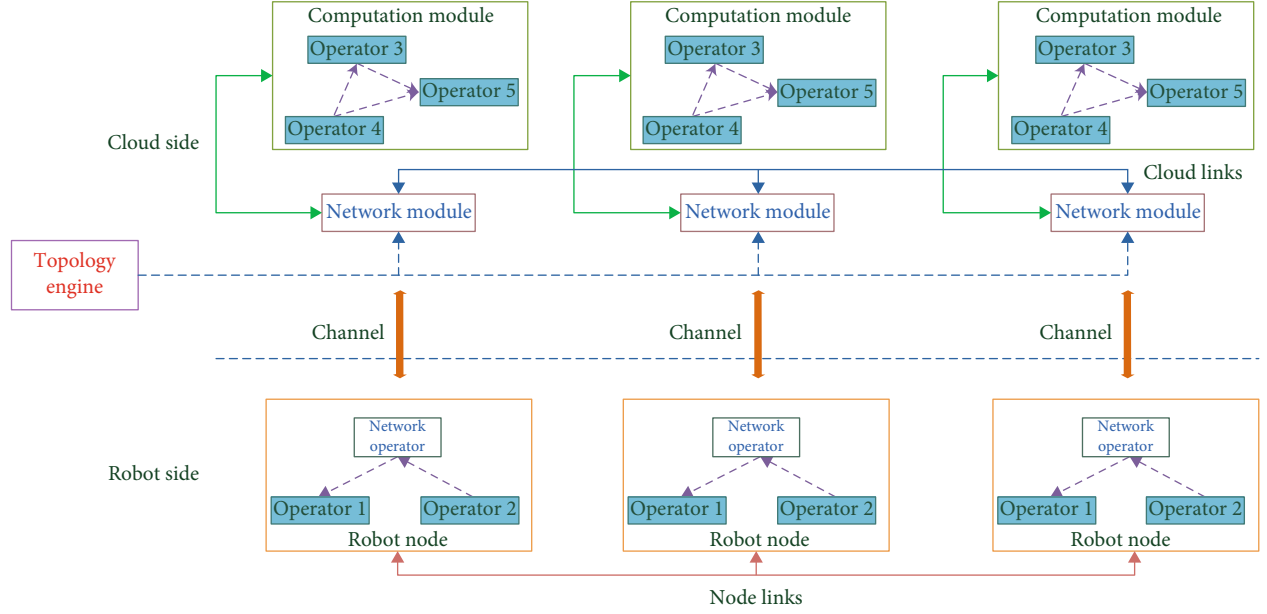 Computation module
Computation module
Computation module
Operator 3
Operator 3
Operator 3
Operator 5
Operator 5
Operator 5
Operator 4
Operator 4
Operator 4
Cloud side
Cloud links
Network module
Network module
Network module
Topology
engine
Channel
Channel
Channel
Network
operator
Network
operator
Network
operator
Robot side
Operator 1
Operator 2
Operator 1
Operator 2
Operator 1
Operator 2
Robot node
Robot node
Robot node
Node links